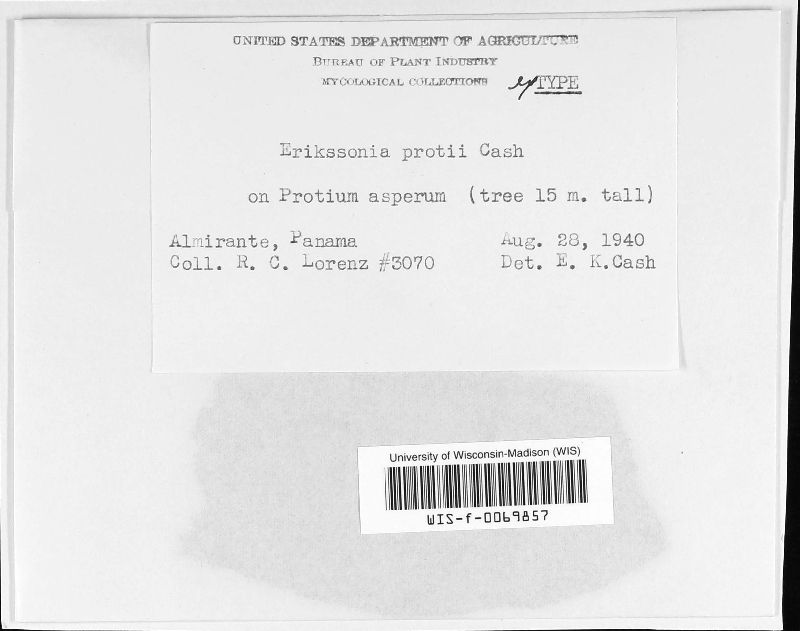 UNITED STATES DEPARTMENT OF AGRICULTURE
BUREAU OF PLANT INDUSTRY
MYCOLOGICAL COLLECTIONS exTYPE
Erikssonia protii Cash
on Protium asperum (tree 15 m. tall)
Almirante, Panama Aug. 28, 1940
Coll. R. C. Lorenz #3070 Det. E. K.Cash
University of Wisconsin-Madison (WIS)
WIS-f-0069857